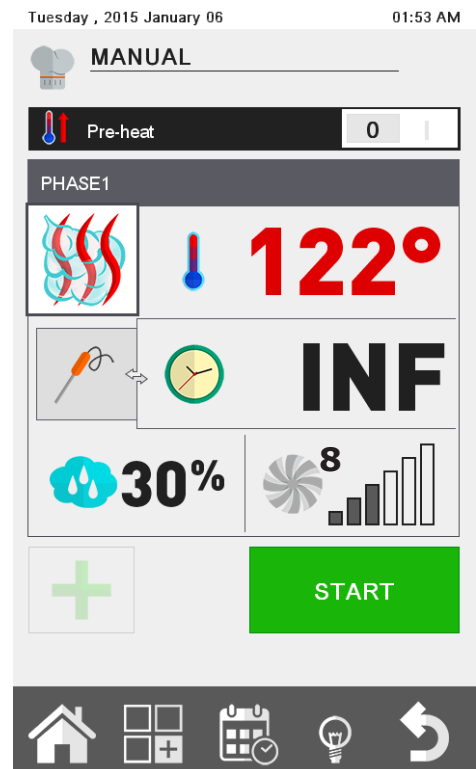 Tuesday , 2015 January 06 01:53 AM
MANUAL
Pre-heat 0
PHASE1
122°
INF
30% 8
START